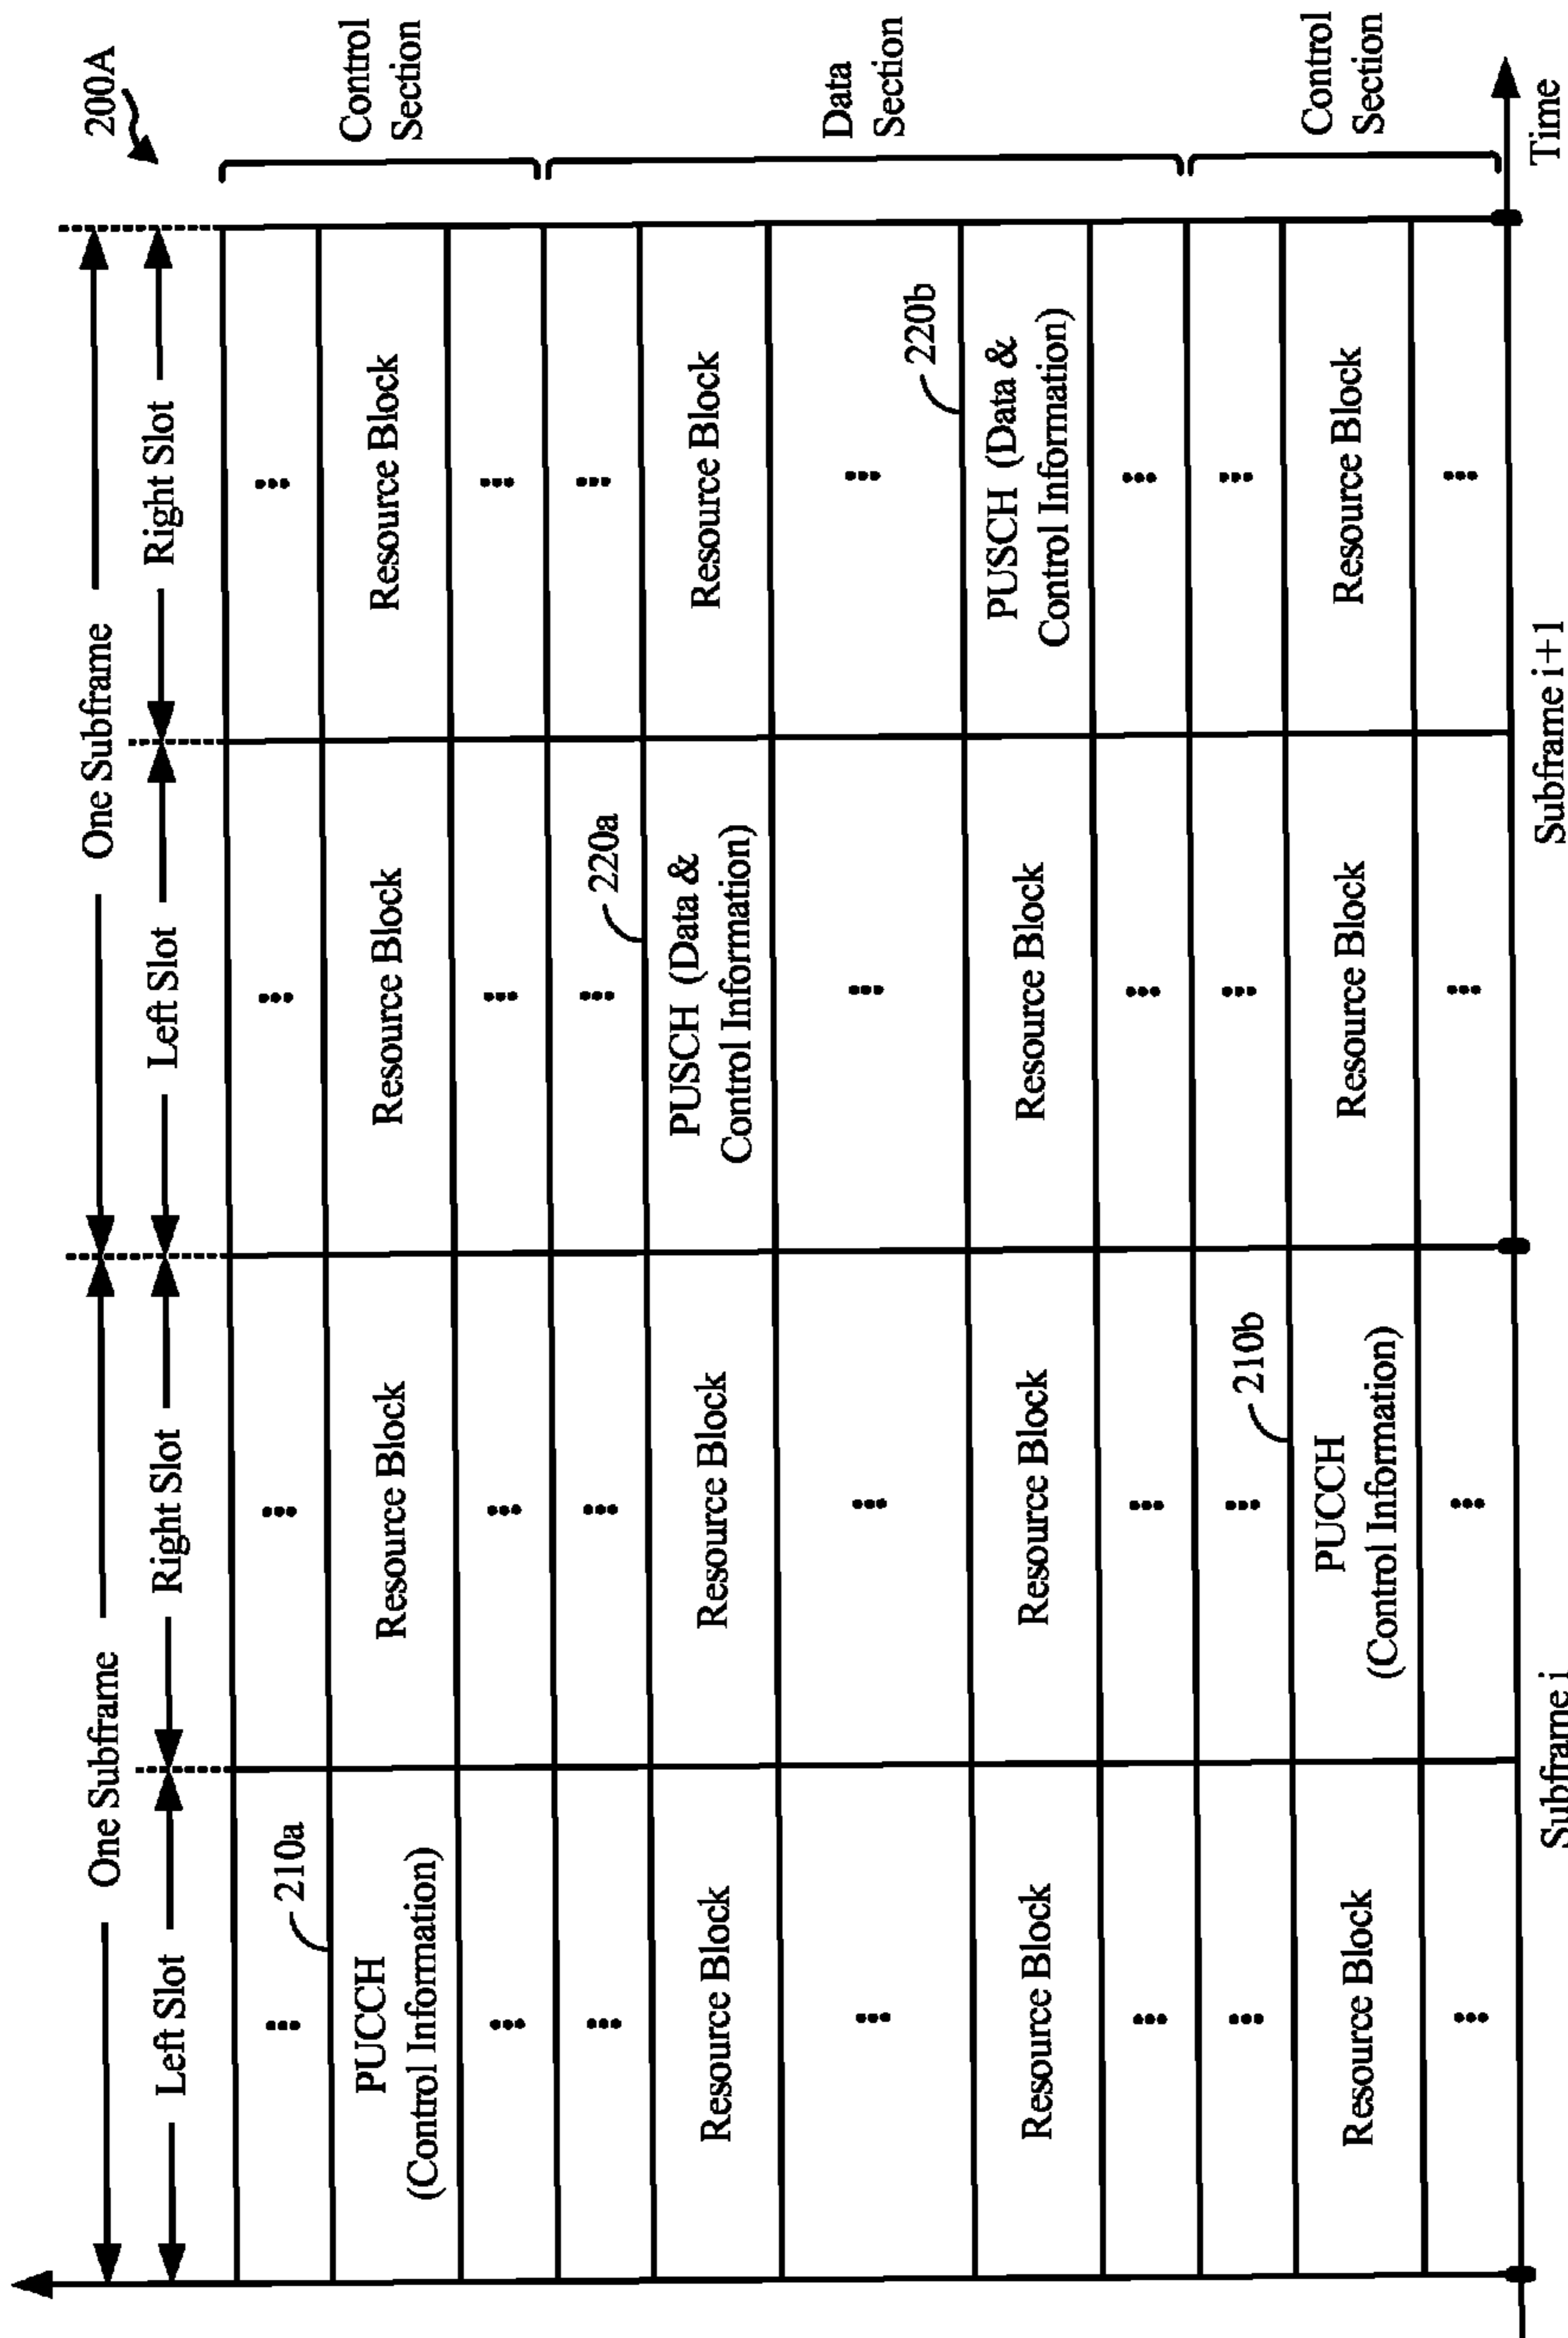 200A
One Subframe
One Subframe
Left Slot
Right Slot
Left Slot
Right Slot
⋮
⋮
⋮
⋮
Control
Section
210a
PUCCH
(Control Information)
Resource Block
Resource Block
Resource Block
⋮
⋮
⋮
⋮
⋮
⋮
⋮
⋮
Data
Section
220a
Resource Block
Resource Block
PUSCH (Data &
Control Information)
Resource Block
⋮
⋮
⋮
⋮
220b
Resource Block
Resource Block
Resource Block
PUSCH (Data &
Control Information)
⋮
⋮
⋮
⋮
⋮
⋮
⋮
⋮
Control
Section
210b
Resource Block
PUCCH
(Control Information)
Resource Block
Resource Block
⋮
⋮
⋮
⋮
Time
Subframe i
Subframe i+1